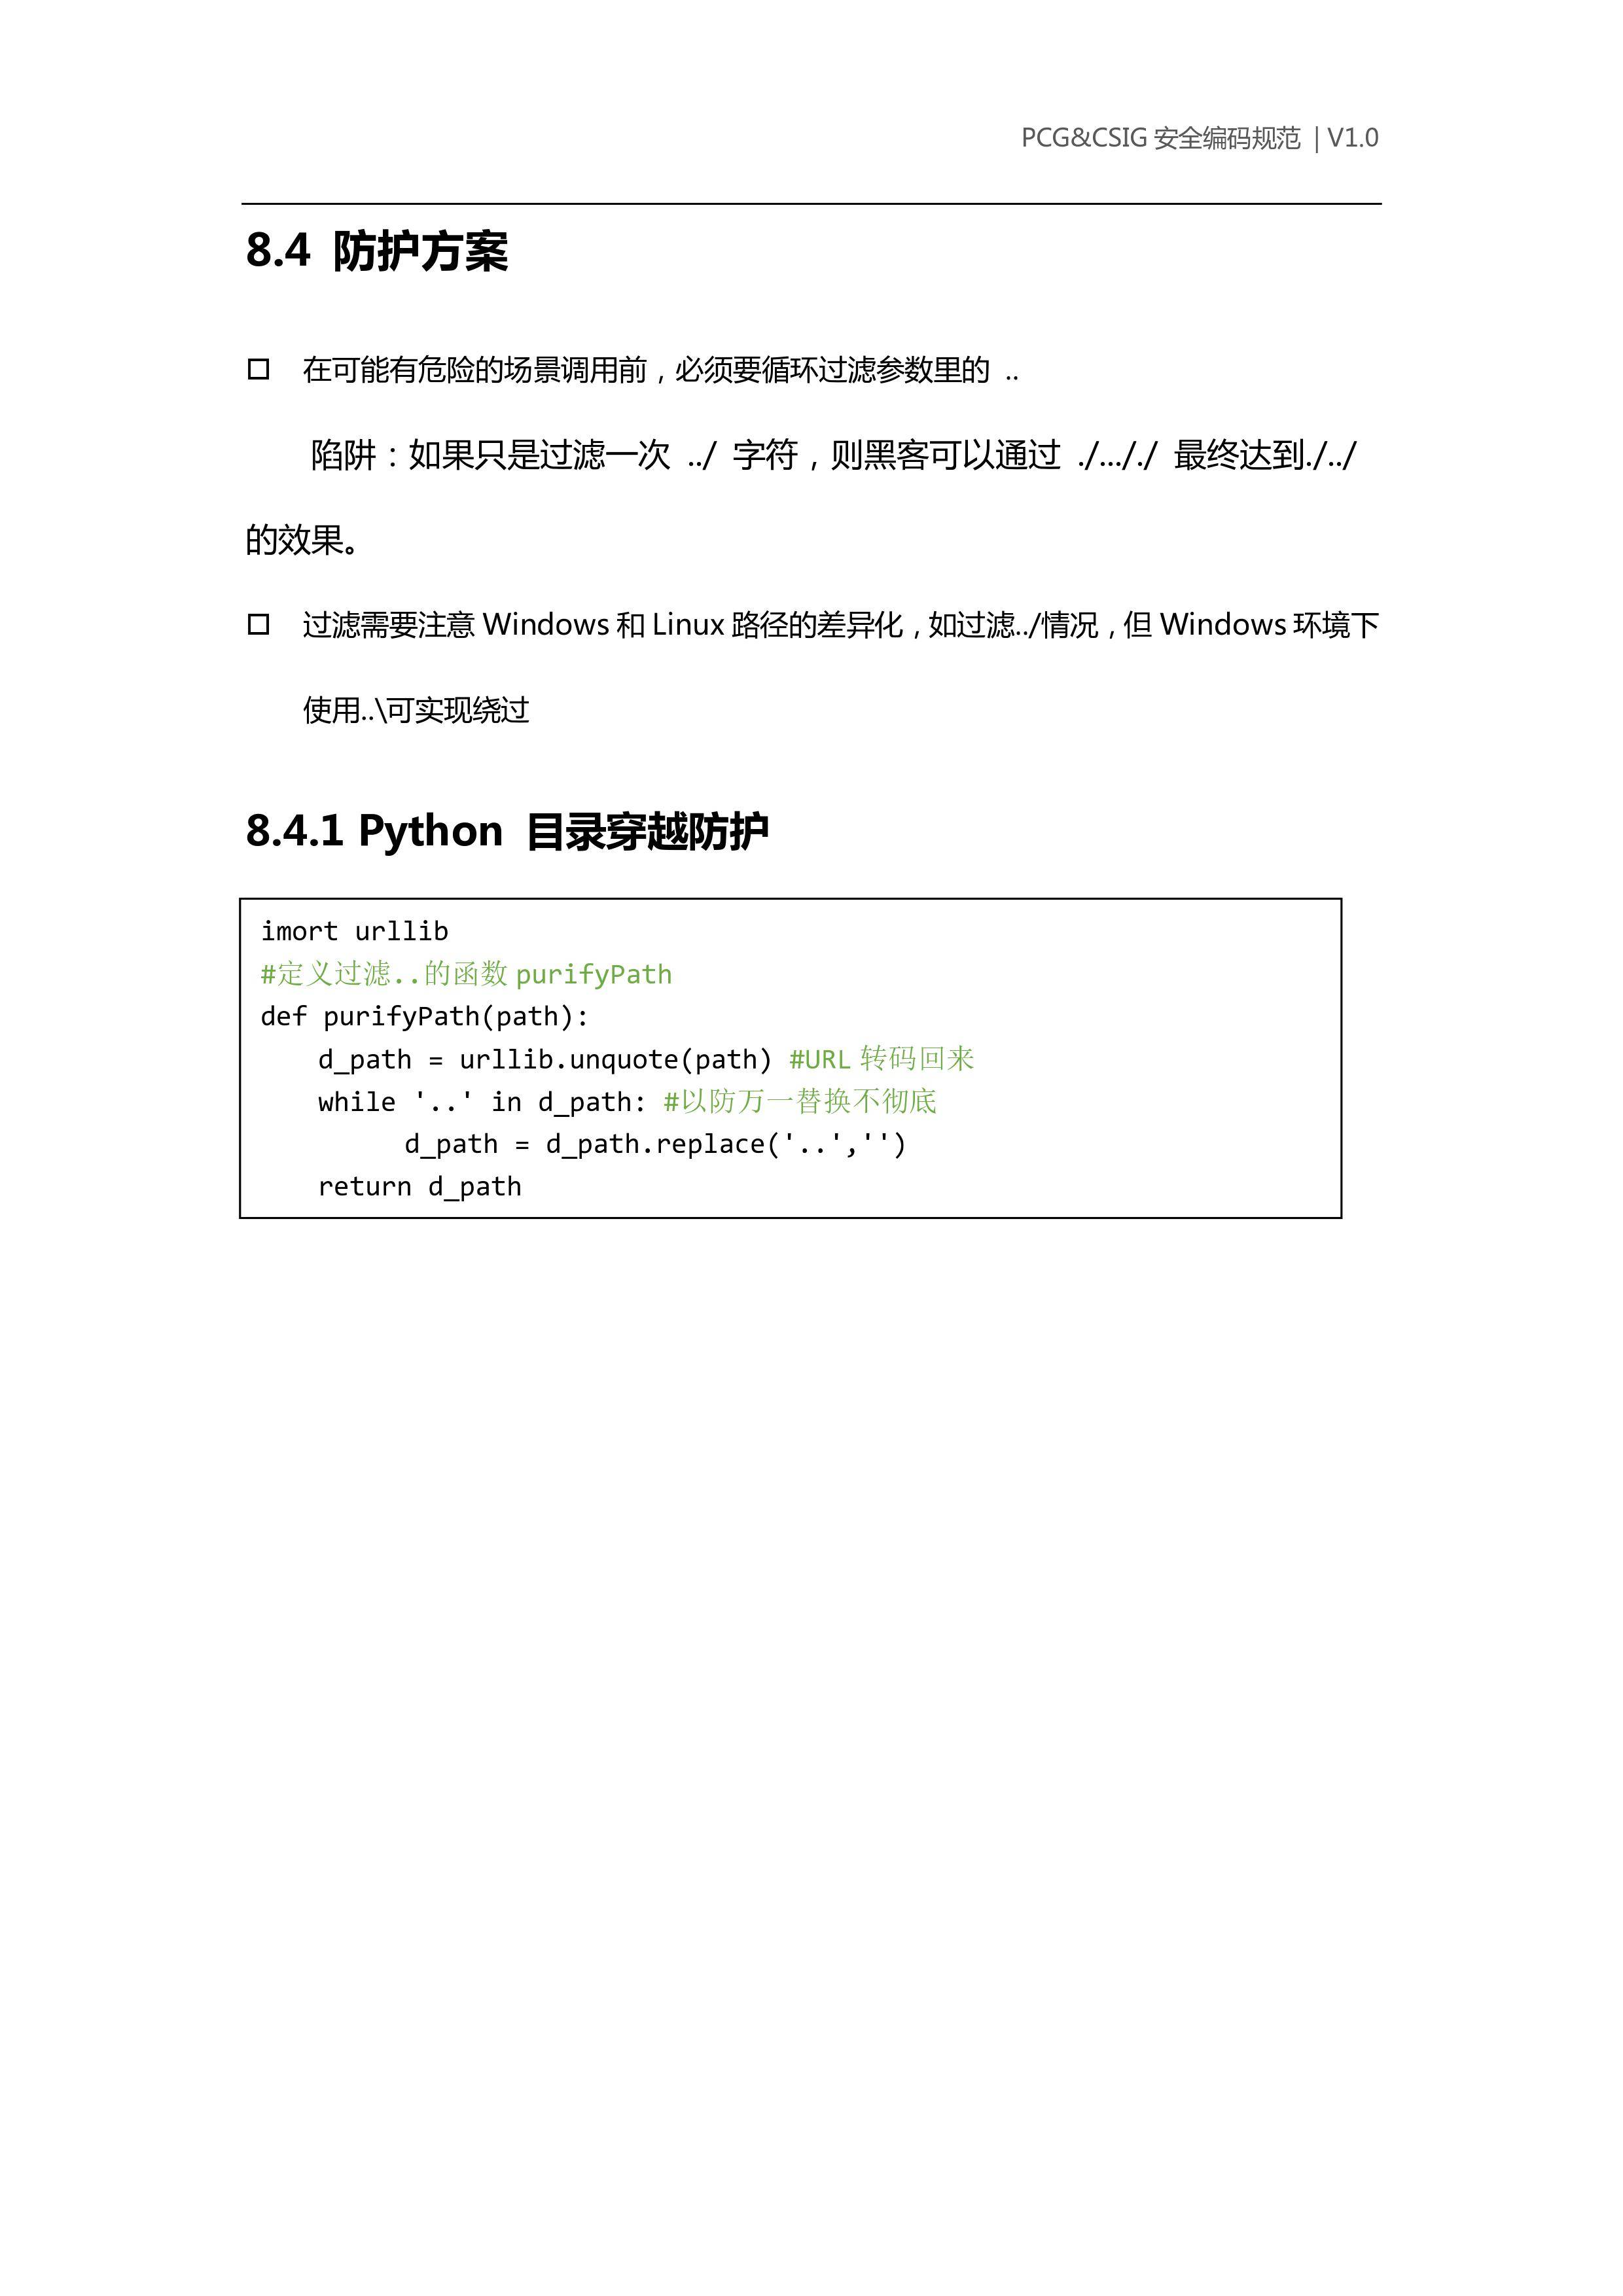 PCG&CSIG 安全编码规范 | V1.0
8.4 防护方案
在可能有危险的场景调用前，必须要循环过滤参数里的 ..
陷阱：如果只是过滤一次 ../ 字符，则黑客可以通过 ./..././ 最终达到./../
的效果。
过滤需要注意 Windows 和 Linux 路径的差异化，如过滤../情况，但 Windows 环境下
使用..\可实现绕过
8.4.1 Python 目录穿越防护
imort urllib
#定义过滤..的函数 purifyPath
def purifyPath(path):
d_path = urllib.unquote(path) #URL 转码回来
while '..' in d_path: #以防万一替换不彻底
d_path = d_path.replace('..','')
return d_path